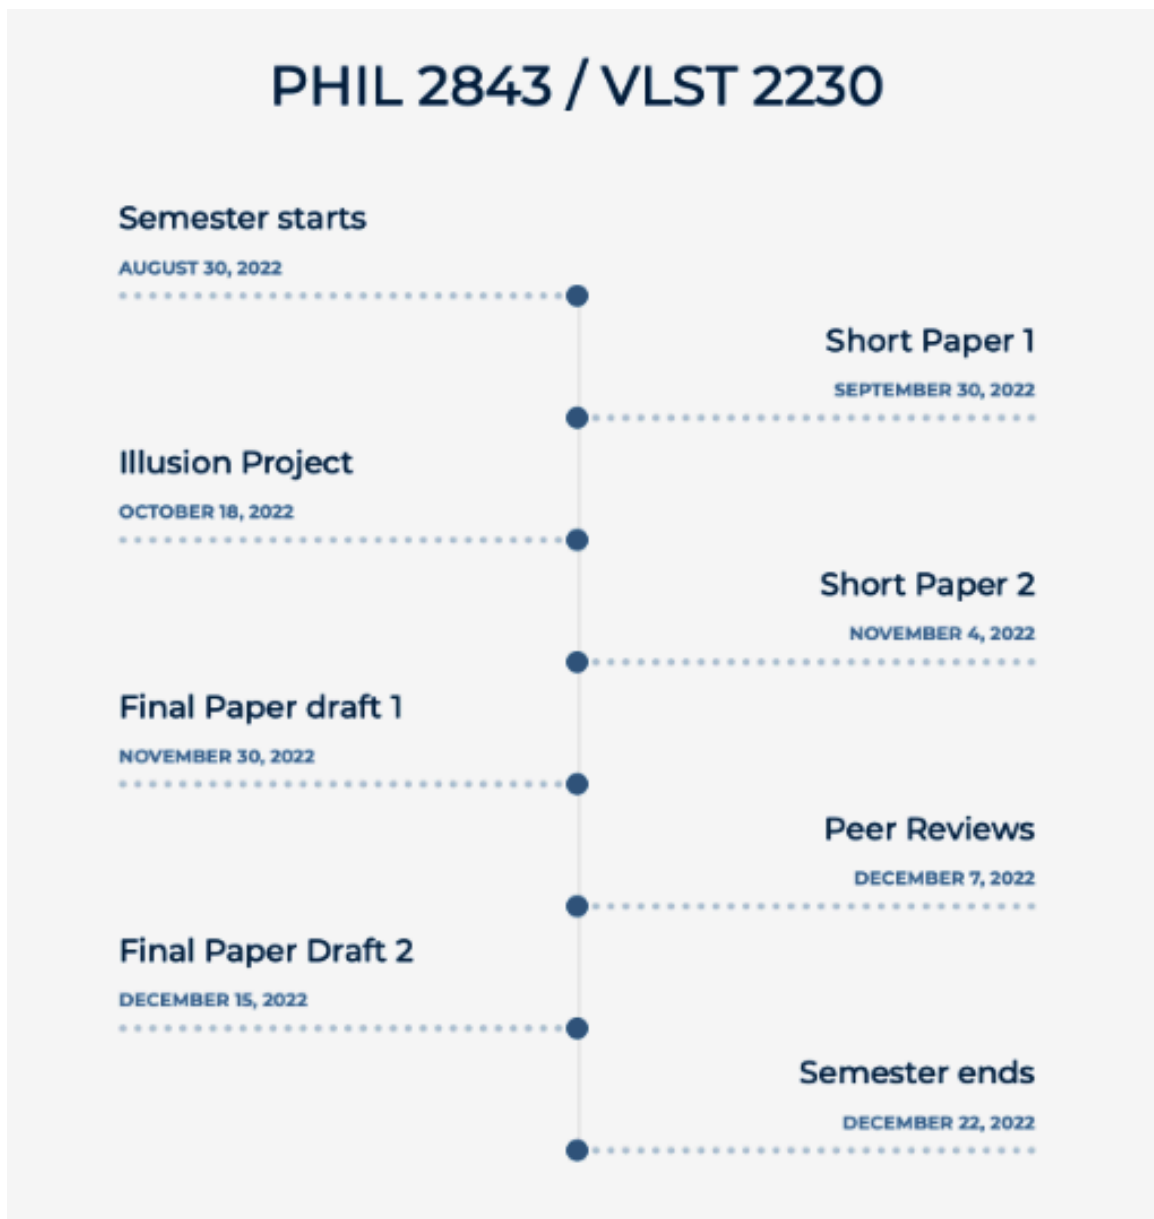 PHIL 2843 / VLST 2230
Semester starts
AUGUST 30, 2022
Short Paper 1
SEPTEMBER 30, 2022
Illusion Project
OCTOBER 18, 2022
Short Paper 2
NOVEMBER 4, 2022
Final Paper draft 1
NOVEMBER 30, 2022
Peer Reviews
DECEMBER 7, 2022
Final Paper Draft 2
DECEMBER 15, 2022
Semester ends
DECEMBER 22, 2022